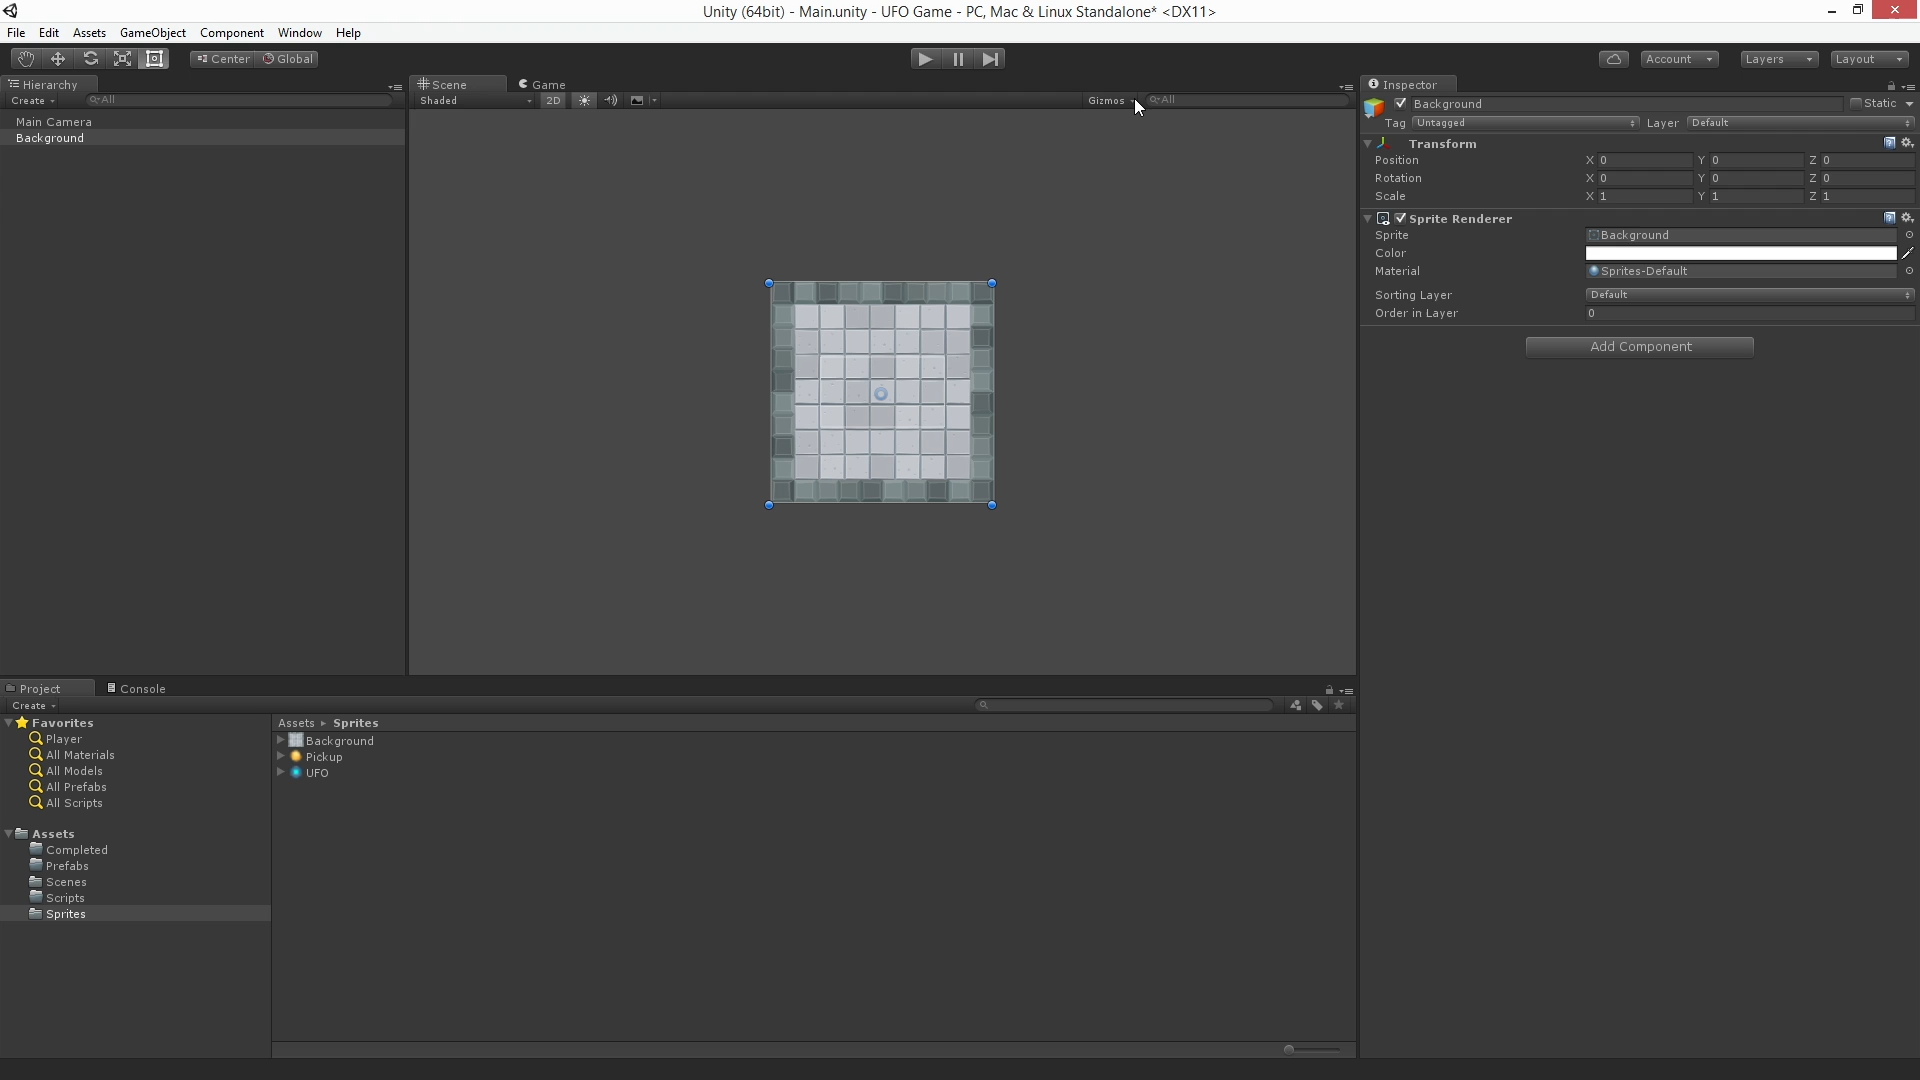 Unity (64bit) - Main.unity - UFO Game - PC, Mac & Linux Standalone* <DX11>
File Edit Assets GameObject Component Window Help
Center Global Account Layers Layout
Hierarchy
Create All
Main Camera
Background
Scene Game
Shaded 2D Gizmos All
Inspector
Background Static
Tag Untagged Layer Default
Transform
Position X 0 Y 0 Z 0
Rotation X 0 Y 0 Z 0
Scale X 1 Y 1 Z 1
Sprite Renderer
Sprite Background
Color
Material Sprites-Default
Sorting Layer Default
Order in Layer 0
Add Component
Project Console
Create
Favorites
Player
All Materials
All Models
All Prefabs
All Scripts
Assets
Completed
Prefabs
Scenes
Scripts
Sprites
Assets Sprites
Background
Pickup
UFO